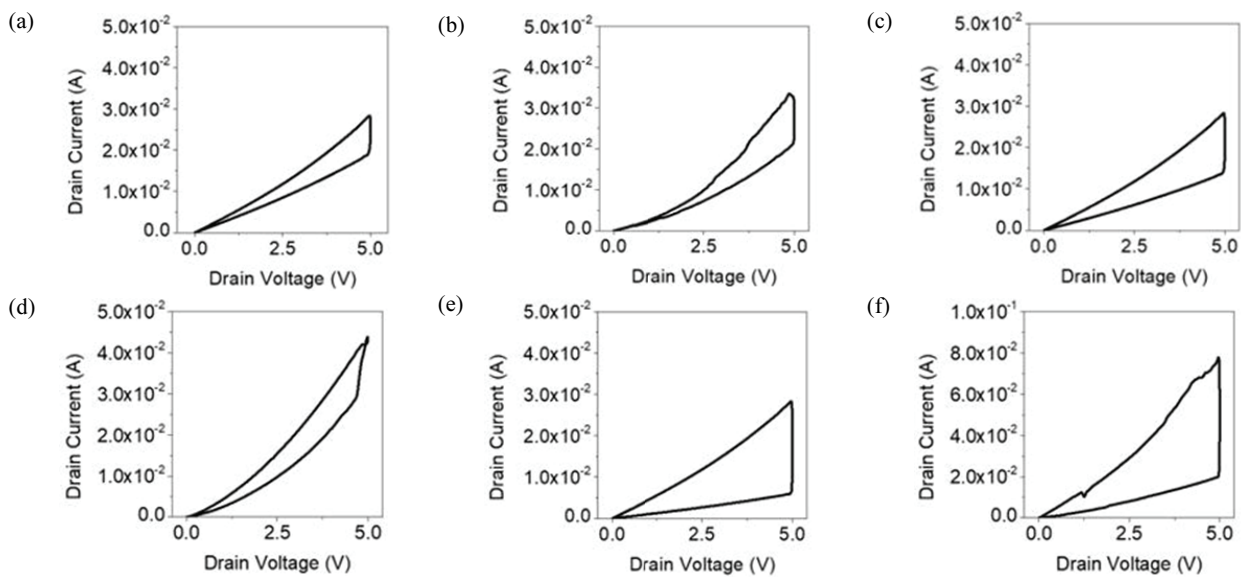 (a)
5.0x10⁻²
4.0x10⁻²
3.0x10⁻²
2.0x10⁻²
1.0x10⁻²
0.0
Drain Current (A)
0.0 2.5 5.0
Drain Voltage (V)
(b)
5.0x10⁻²
4.0x10⁻²
3.0x10⁻²
2.0x10⁻²
1.0x10⁻²
0.0
Drain Current (A)
0.0 2.5 5.0
Drain Voltage (V)
(c)
5.0x10⁻²
4.0x10⁻²
3.0x10⁻²
2.0x10⁻²
1.0x10⁻²
0.0
Drain Current (A)
0.0 2.5 5.0
Drain Voltage (V)
(d)
5.0x10⁻²
4.0x10⁻²
3.0x10⁻²
2.0x10⁻²
1.0x10⁻²
0.0
Drain Current (A)
0.0 2.5 5.0
Drain Voltage (V)
(e)
5.0x10⁻²
4.0x10⁻²
3.0x10⁻²
2.0x10⁻²
1.0x10⁻²
0.0
Drain Current (A)
0.0 2.5 5.0
Drain Voltage (V)
(f)
1.0x10⁻¹
8.0x10⁻²
6.0x10⁻²
4.0x10⁻²
2.0x10⁻²
0.0
Drain Current (A)
0.0 2.5 5.0
Drain Voltage (V)